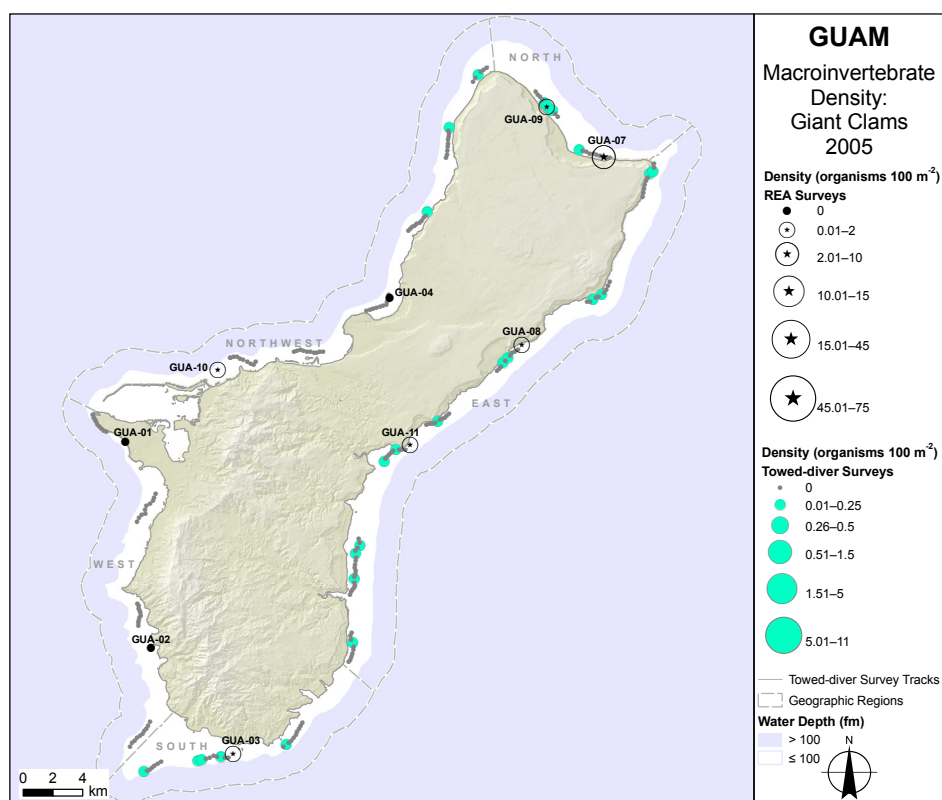 GUAM
Macroinvertebrate
Density:
Giant Clams
2005
Density (organisms 100 m-2)
REA Surveys
0
0.01–2
2.01–10
10.01–15
15.01–45
45.01–75
Density (organisms 100 m-2)
Towed-diver Surveys
0
0.01–0.25
0.26–0.5
0.51–1.5
1.51–5
5.01–11
Towed-diver Survey Tracks
Geographic Regions
Water Depth (fm)
> 100
≤ 100
N
NORTH
GUA-09
GUA-07
GUA-04
GUA-08
NORTHWEST
GUA-10
EAST
GUA-01
GUA-11
WEST
GUA-02
SOUTH
GUA-03
0 2 4
km